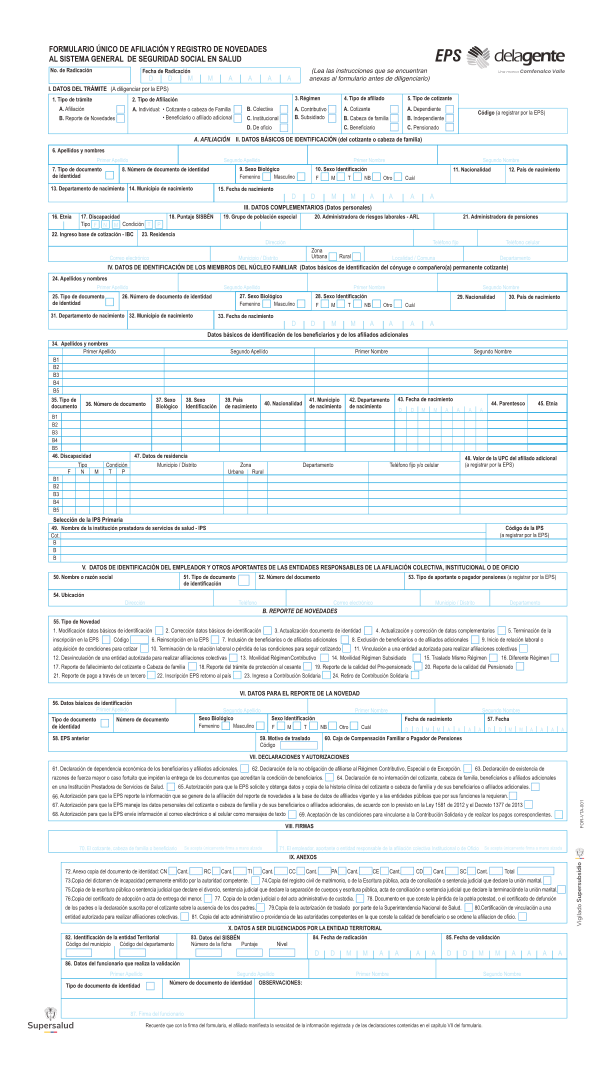 FORMULARIO ÚNICO DE AFILIACIÓN Y REGISTRO DE NOVEDADES
AL SISTEMA GENERAL DE SEGURIDAD SOCIAL EN SALUD
EPS delagente
Comfenalco Valle
No. de Radicación
Fecha de Radicación
D D M M A A A A
(Lea las instrucciones que se encuentran
anexas al formulario antes de diligenciarlo)
I. DATOS DEL TRÁMITE (A diligenciar por la EPS)
1. Tipo de trámite 2. Tipo de Afiliación 3. Régimen 4. Tipo de afiliado 5. Tipo de cotizante
A. Afiliación A. Individual: • Cotizante o cabeza de Familia B. Colectiva A. Contributivo A. Cotizante A. Dependiente Código (a registrar por la EPS)
B. Reporte de Novedades • Beneficiario o afiliado adicional C. Institucional B. Subsidiado B. Cabeza de familia B. Independiente
D. De oficio C. Beneficiario C. Pensionado
A. AFILIACIÓN II. DATOS BÁSICOS DE IDENTIFICACIÓN (del cotizante o cabeza de familia)
6. Apellidos y nombres
Primer Apellido Segundo Apellido Primer Nombre Segundo nombre
7. Tipo de documento de identidad 8. Número de documento de identidad 9. Sexo Biológico 10. Sexo Identificación 11. Nacionalidad 12. País de nacimiento
Femenino Masculino F M T NB Otro Cuál
13. Departamento de nacimiento 14. Municipio de nacimiento 15. Fecha de nacimiento
D D M M A A A A
III. DATOS COMPLEMENTARIOS (Datos personales)
16. Etnia 17. Discapacidad 18. Puntaje SISBÉN 19. Grupo de población especial 20. Administradora de riesgos laborales - ARL 21. Administradora de pensiones
Tipo Condición
22. Ingreso base de cotización - IBC 23. Residencia
Dirección Teléfono fijo Teléfono celular
Correo electrónico Municipio / Distrito Zona Urbana Rural Localidad / Comuna Departamento
IV. DATOS DE IDENTIFICACIÓN DE LOS MIEMBROS DEL NÚCLEO FAMILIAR (Datos básicos de identificación del cónyuge o compañero(a) permanente cotizante)
24. Apellidos y nombres
Primer Apellido Segundo Apellido Primer Nombre Segundo Nombre
25. Tipo de documento de identidad 26. Número de documento de identidad 27. Sexo Biológico 28. Sexo Identificación 29. Nacionalidad 30. País de nacimiento
Femenino Masculino F M T NB Otro Cuál
31. Departamento de nacimiento 32. Municipio de nacimiento 33. Fecha de nacimiento
D D M M A A A A
Datos básicos de identificación de los beneficiarios y de los afiliados adicionales
34. Apellidos y nombres
Primer Apellido Segundo Apellido Primer Nombre Segundo Nombre
B1
B2
B3
B4
B5
35. Tipo de documento 36. Número de documento 37. Sexo Biológico 38. Sexo Identificación 39. País de nacimiento 40. Nacionalidad 41. Municipio de nacimiento 42. Departamento de nacimiento 43. Fecha de nacimiento 44. Parentesco 45. Etnia
D D M M A A A A
B1
B2
B3
B4
B5
46. Discapacidad 47. Datos de residencia 48. Valor de la UPC del afiliado adicional
Tipo Condición Municipio / Distrito Zona Departamento Teléfono fijo y/o celular (a registrar por la EPS)
F N M T P Urbana Rural
B1
B2
B3
B4
B5
Selección de la IPS Primaria
49. Nombre de la institución prestadora de servicios de salud - IPS Código de la IPS
Cot. (a registrar por la EPS)
B
B
B
V. DATOS DE IDENTIFICACIÓN DEL EMPLEADOR Y OTROS APORTANTES DE LAS ENTIDADES RESPONSABLES DE LA AFILIACIÓN COLECTIVA, INSTITUCIONAL O DE OFICIO
50. Nombre o razón social 51. Tipo de documento de identificación 52. Número del documento 53. Tipo de aportante o pagador pensiones (a registrar por la EPS)
54. Ubicación
Dirección Teléfono Correo electrónico Municipio / Distrito Departamento
B. REPORTE DE NOVEDADES
55. Tipo de Novedad
1. Modificación datos básicos de identificación 2. Corrección datos básicos de identificación 3. Actualización documento de identidad 4. Actualización y corrección de datos complementarios 5. Terminación de la
inscripción en la EPS Código 6. Reinscripción en la EPS 7. Inclusión de beneficiarios o de afiliados adicionales 8. Exclusión de beneficiarios o de afiliados adicionales 9. Inicio de relación laboral o
adquisición de condiciones para cotizar 10. Terminación de la relación laboral o pérdida de las condiciones para seguir cotizando 11. Vinculación a una entidad autorizada para realizar afiliaciones colectivas
12. Desvinculación de una entidad autorizada para realizar afiliaciones colectivas 13. Movilidad Régimen Contributivo 14. Movilidad Régimen Subsidiado 15. Traslado Mismo Régimen 16. Diferente Régimen
17. Reporte de fallecimiento del cotizante o Cabeza de familia 18. Reporte del trámite de protección al cesante 19. Reporte de la calidad de Pre-pensionado 20. Reporte de la calidad de Pensionado
21. Reporte de pago a través de un tercero 22. Inscripción EPS retorno al país 23. Ingreso a Contribución Solidaria 24. Retiro de Contribución Solidaria
VI. DATOS PARA EL REPORTE DE LA NOVEDAD
56. Datos básicos de identificación
Primer Apellido Segundo Apellido Primer Nombre Segundo Nombre
Tipo de documento de identidad Número de documento Sexo Biológico Sexo Identificación Fecha de nacimiento 57. Fecha
Femenino Masculino F M T NB Otro Cuál
58. EPS anterior 59. Motivo de traslado 60. Caja de Compensación Familiar o Pagador de Pensiones
Código
VII. DECLARACIONES Y AUTORIZACIONES
61. Declaración de dependencia económica de los beneficiarios y afiliados adicionales. 62. Declaración de la no obligación de afiliarse al Régimen Contributivo, Especial o de Excepción. 63. Declaración de existencia de
razones de fuerza mayor o caso fortuito que impiden la entrega de los documentos que acreditan la condición de beneficiarios. 64. Declaración de no internación del cotizante, cabeza de familia, beneficiarios o afiliados adicionales
en una Institución Prestadora de Servicios de Salud. 65. Autorización para que la EPS solicite y obtenga datos y copia de la historia clínica del cotizante o cabeza de familia y de sus beneficiarios o afiliados adicionales.
66. Autorización para que la EPS reporte la información que se genere de la afiliación del reporte de novedades a la base de datos de afiliados vigente y a las entidades públicas que por sus funciones la requieran.
67. Autorización para que la EPS maneje los datos personales del cotizante o cabeza de familia y de sus beneficiarios o afiliados adicionales, de acuerdo con lo previsto en la Ley 1581 de 2012 y el Decreto 1377 de 2013
68. Autorización para que la EPS envíe información al correo electrónico o al celular como mensajes de texto 69. Aceptación de las condiciones para vincularse a la Contribución Solidaria y de realizar los pagos correspondientes.
VIII. FIRMAS
IX. ANEXOS
72. Anexo copia del documento de identidad: CN Cant. RC Cant. TI Cant. CC Cant. PA Cant. CE Cant. CD Cant. SC Cant. Total
73. Copia del dictamen de incapacidad permanente emitido por la autoridad competente. 74. Copia del registro civil de matrimonio, o de la Escritura pública, acta de conciliación o sentencia judicial que declare la unión marital.
75. Copia de la escritura pública o sentencia judicial que declare el divorcio, sentencia judicial que declare la separación de cuerpos y escritura pública, acta de conciliación o sentencia judicial que declare la terminación de la unión marital.
76. Copia del certificado de adopción o acta de entrega del menor. 77. Copia de la orden judicial o del acto administrativo de custodia. 78. Documento en que conste la pérdida de la patria potestad, o el certificado de defunción
de los padres o la declaración suscrita por el cotizante sobre la ausencia de los dos padres. 79. Copia de la autorización de traslado por parte de la Superintendencia Nacional de Salud. 80. Certificación de vinculación a una
entidad autorizada para realizar afiliaciones colectivas. 81. Copia del acto administrativo o providencia de las autoridades competentes en la que conste la calidad de beneficiario o se ordene la afiliación de oficio.
X. DATOS A SER DILIGENCIADOS POR LA ENTIDAD TERRITORIAL
82. Identificación de la entidad Territorial 83. Datos del SISBÉN 84. Fecha de radicación 85. Fecha de validación
Código del municipio Código del departamento Número de la ficha Puntaje Nivel
D D M M A A A A D D M M A A A A
86. Datos del funcionario que realiza la validación
Primer Apellido Segundo Apellido Primer Nombre Segundo Nombre
Tipo de documento de identidad Número de documento de identidad OBSERVACIONES:
87. Firma del funcionario
Recuerde que con la firma del formulario, el afiliado manifiesta la veracidad de la información registrada y de las declaraciones contenidas en el capítulo VII del formulario
Supersalud
Vigilado Supersubsidio